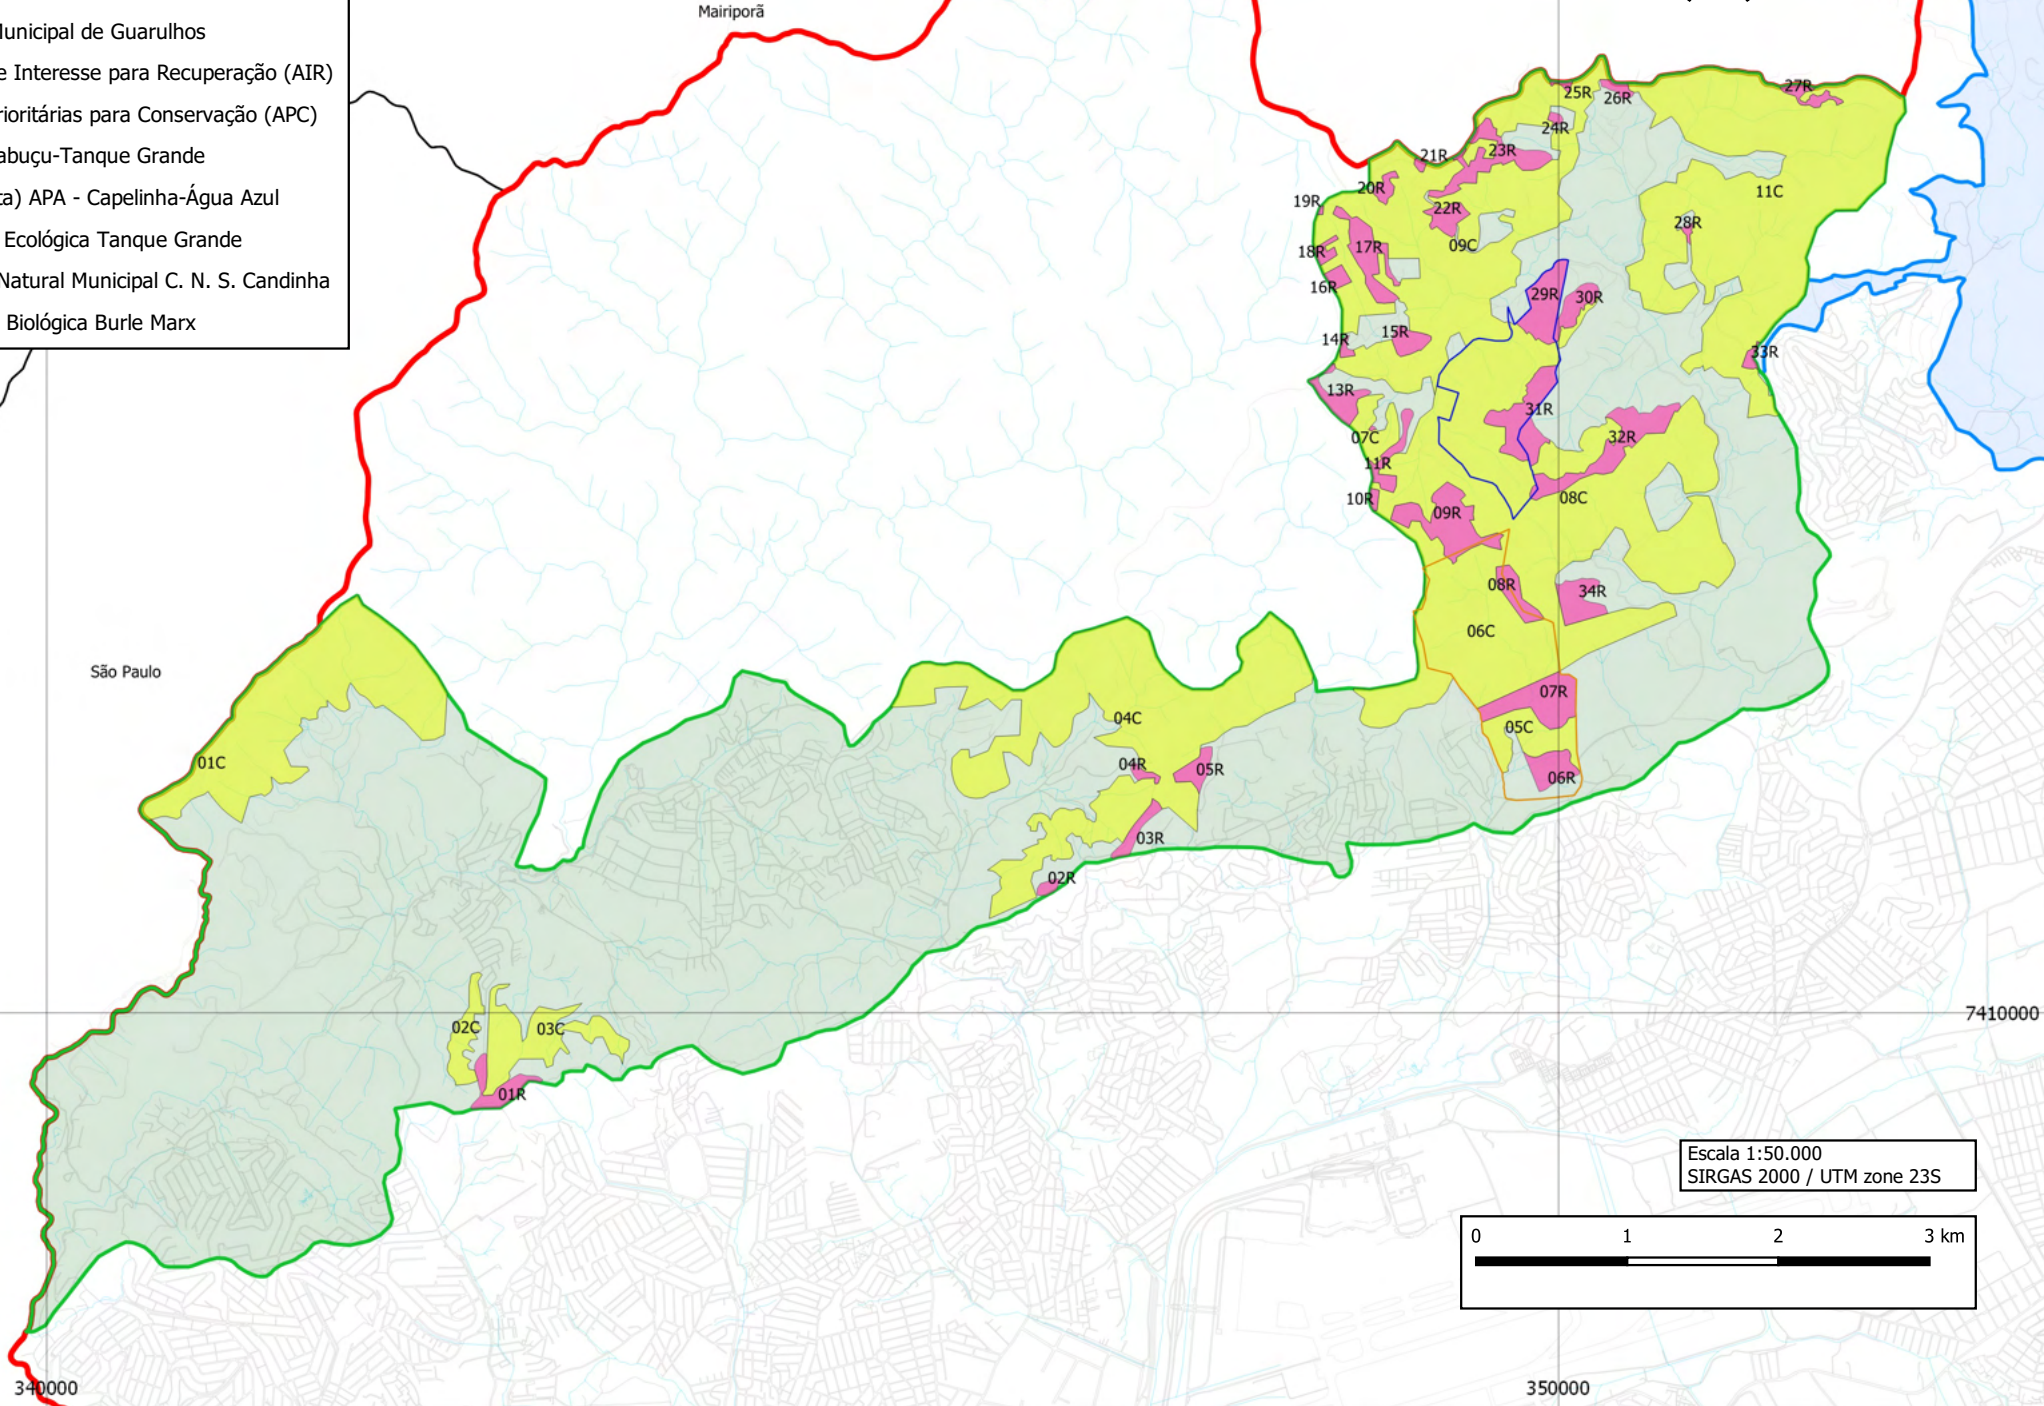 Mairiporã
Municipal de Guarulhos
e Interesse para Recuperação (AIR)
rioritárias para Conservação (APC)
abuçu-Tanque Grande
ta) APA - Capelinha-Água Azul
Ecológica Tanque Grande
Natural Municipal C. N. S. Candinha
Biológica Burle Marx
25R
26R
27R
24R
21R
23R
20R
19R
22R
11C
28R
18R
17R
09C
16R
29R
30R
14R
15R
33R
13R
31R
07C
32R
11R
10R
08C
09R
08R
34R
06C
São Paulo
07R
04C
05C
01C
04R
05R
06R
03R
02R
7410000
02C
03C
01R
Escala 1:50.000
SIRGAS 2000 / UTM zone 23S
0 1 2 3 km
340000
350000